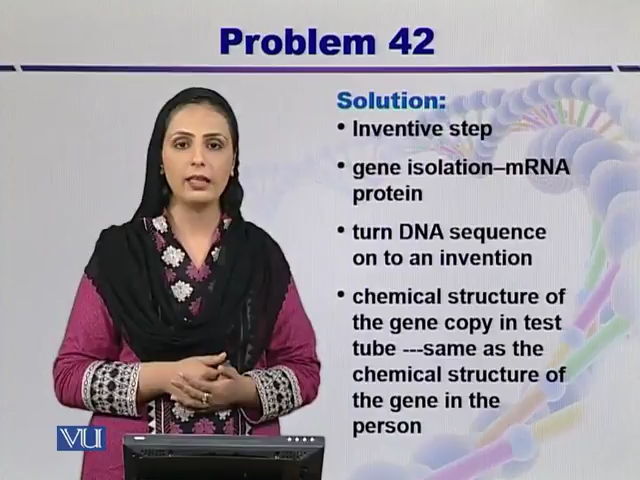 Problem 42
Solution:
• Inventive step
• gene isolation–mRNA
protein
• turn DNA sequence
on to an invention
• chemical structure of
the gene copy in test
tube ---same as the
chemical structure of
the gene in the
person
VU